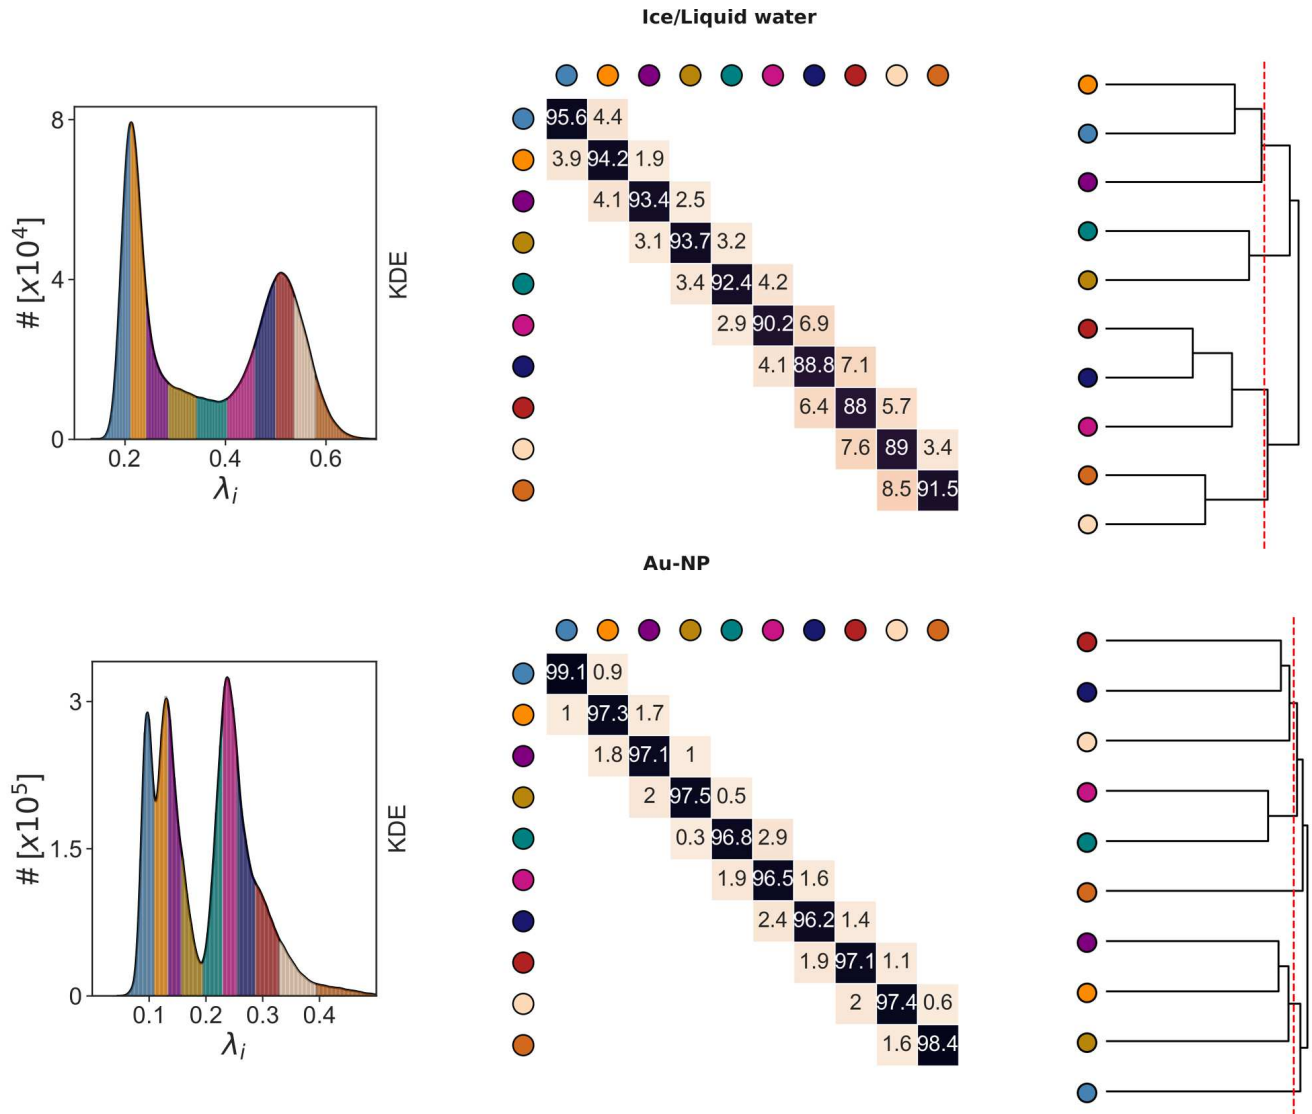 Ice/Liquid water
8
4
0
# [x10⁴]
0.2 0.4 0.6
λᵢ
KDE
95.6 4.4
3.9 94.2 1.9
4.1 93.4 2.5
3.1 93.7 3.2
3.4 92.4 4.2
2.9 90.2 6.9
4.1 88.8 7.1
6.4 88 5.7
7.6 89 3.4
8.5 91.5
Au-NP
3
1.5
0
# [x10⁵]
0.1 0.2 0.3 0.4
λᵢ
KDE
99.1 0.9
1 97.3 1.7
1.8 97.1 1
2 97.5 0.5
0.3 96.8 2.9
1.9 96.5 1.6
2.4 96.2 1.4
1.9 97.1 1.1
2 97.4 0.6
1.6 98.4